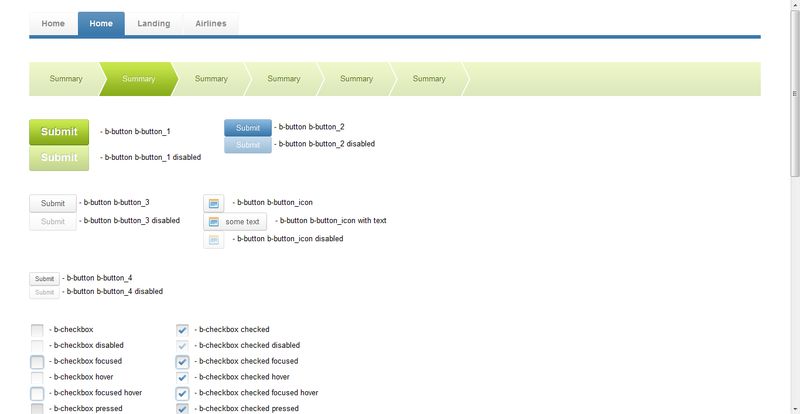 Home Home Landing Airlines
Summary Summary Summary Summary Summary Summary
Submit - b-button b-button_1
Submit - b-button b-button_1 disabled
Submit - b-button b-button_2
Submit - b-button b-button_2 disabled
Submit - b-button b-button_3
Submit - b-button b-button_3 disabled
- b-button b-button_icon
some text - b-button b-button_icon with text
- b-button b-button_icon disabled
Submit - b-button b-button_4
Submit - b-button b-button_4 disabled
- b-checkbox
- b-checkbox disabled
- b-checkbox focused
- b-checkbox hover
- b-checkbox focused hover
- b-checkbox pressed
- b-checkbox checked
- b-checkbox checked disabled
- b-checkbox checked focused
- b-checkbox checked hover
- b-checkbox checked focused hover
- b-checkbox checked pressed